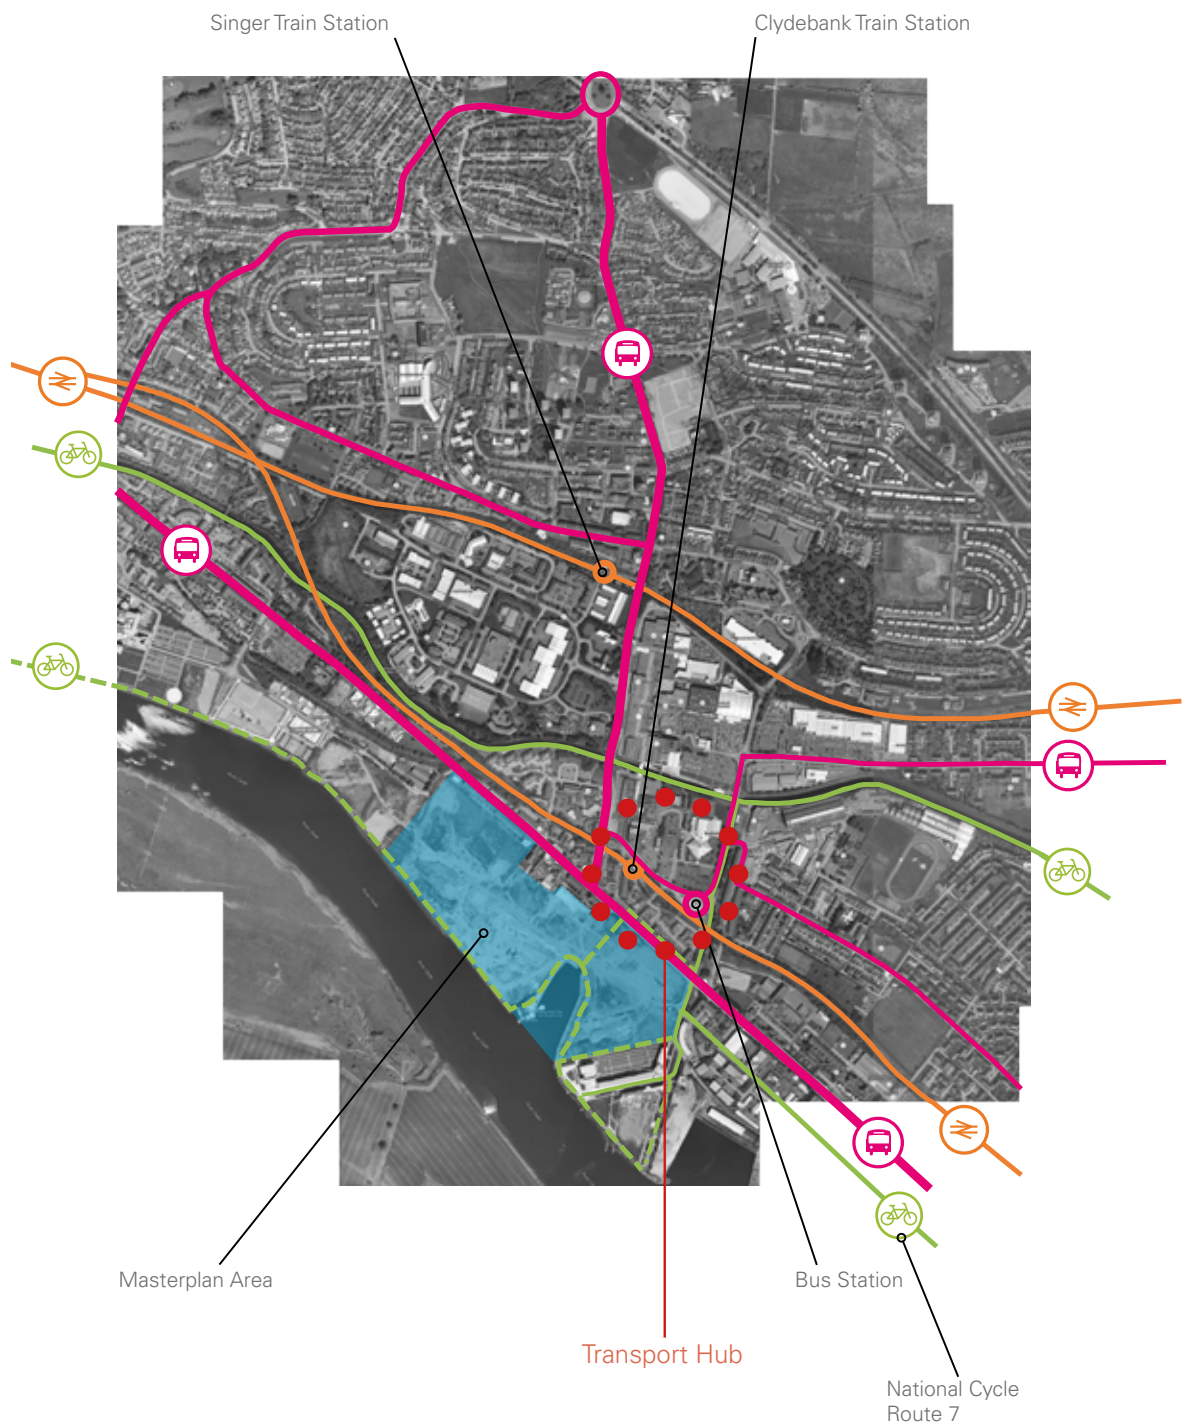 Singer Train Station
Clydebank Train Station
Masterplan Area
Bus Station
Transport Hub
National Cycle
Route 7